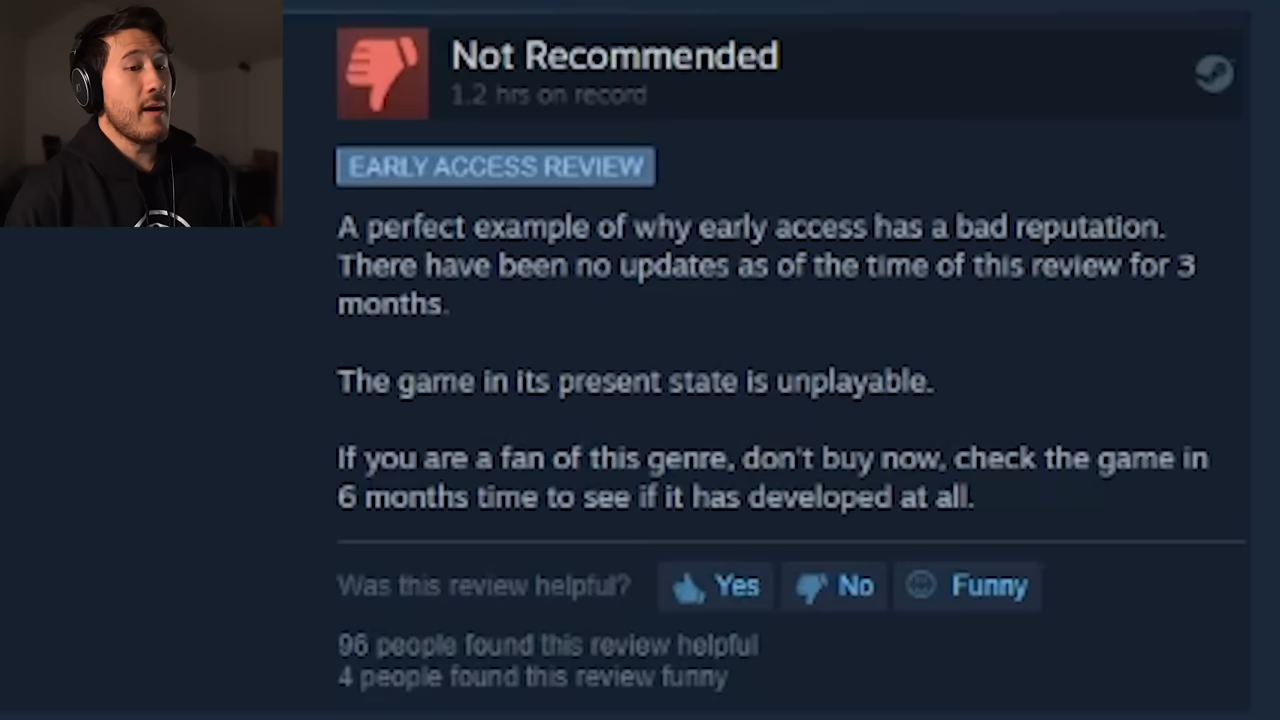 Not Recommended
1.2 hrs on record
EARLY ACCESS REVIEW
A perfect example of why early access has a bad reputation.
There have been no updates as of the time of this review for 3
months.
The game in its present state is unplayable.
If you are a fan of this genre, don't buy now, check the game in
6 months time to see if it has developed at all.
Was this review helpful? Yes No Funny
96 people found this review helpful
4 people found this review funny